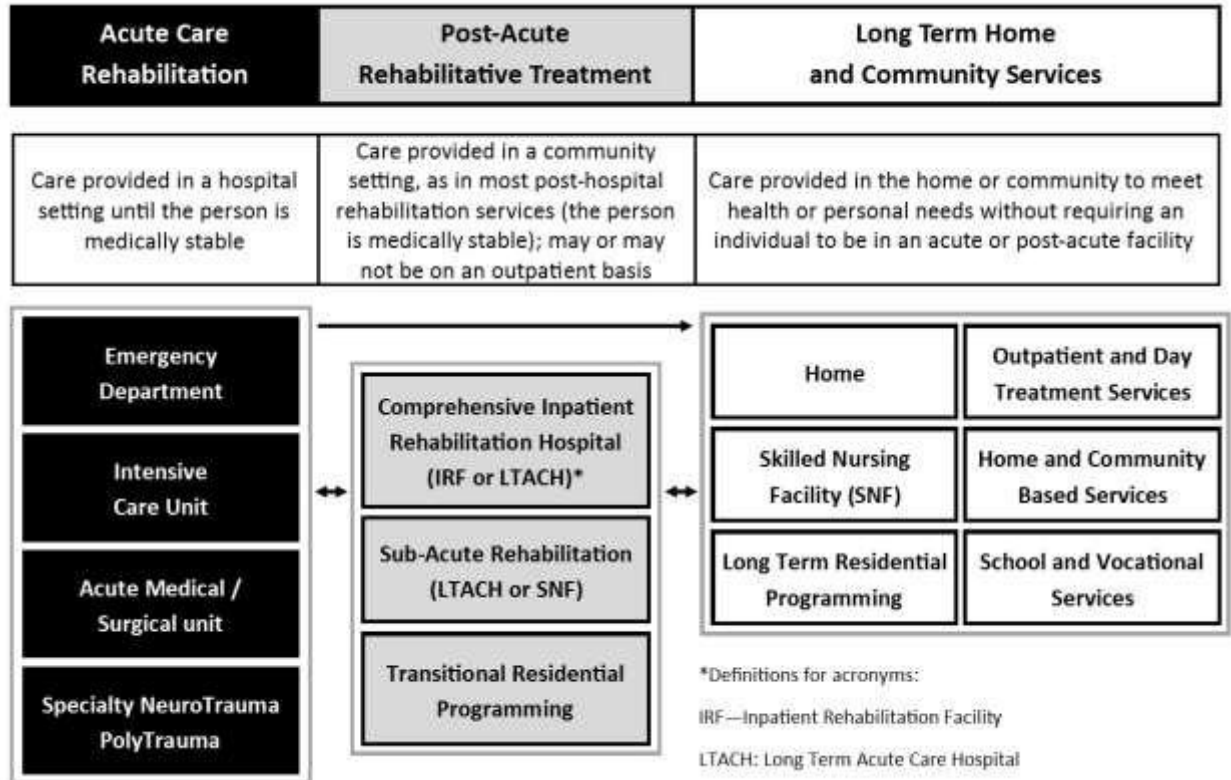 Acute Care
Rehabilitation
Post-Acute
Rehabilitative Treatment
Long Term Home
and Community Services
Care provided in a hospital
setting until the person is
medically stable
Care provided in a community
setting, as in most post-hospital
rehabilitation services (the person
is medically stable); may or may
not be on an outpatient basis
Care provided in the home or community to meet
health or personal needs without requiring an
individual to be in an acute or post-acute facility
Emergency
Department
Intensive
Care Unit
Acute Medical /
Surgical unit
Specialty NeuroTrauma
PolyTrauma
Comprehensive Inpatient
Rehabilitation Hospital
(IRF or LTACH)*
Sub-Acute Rehabilitation
(LTACH or SNF)
Transitional Residential
Programming
Home
Outpatient and Day
Treatment Services
Skilled Nursing
Facility (SNF)
Home and Community
Based Services
Long Term Residential
Programming
School and Vocational
Services
*Definitions for acronyms:
IRF—Inpatient Rehabilitation Facility
LTACH: Long Term Acute Care Hospital